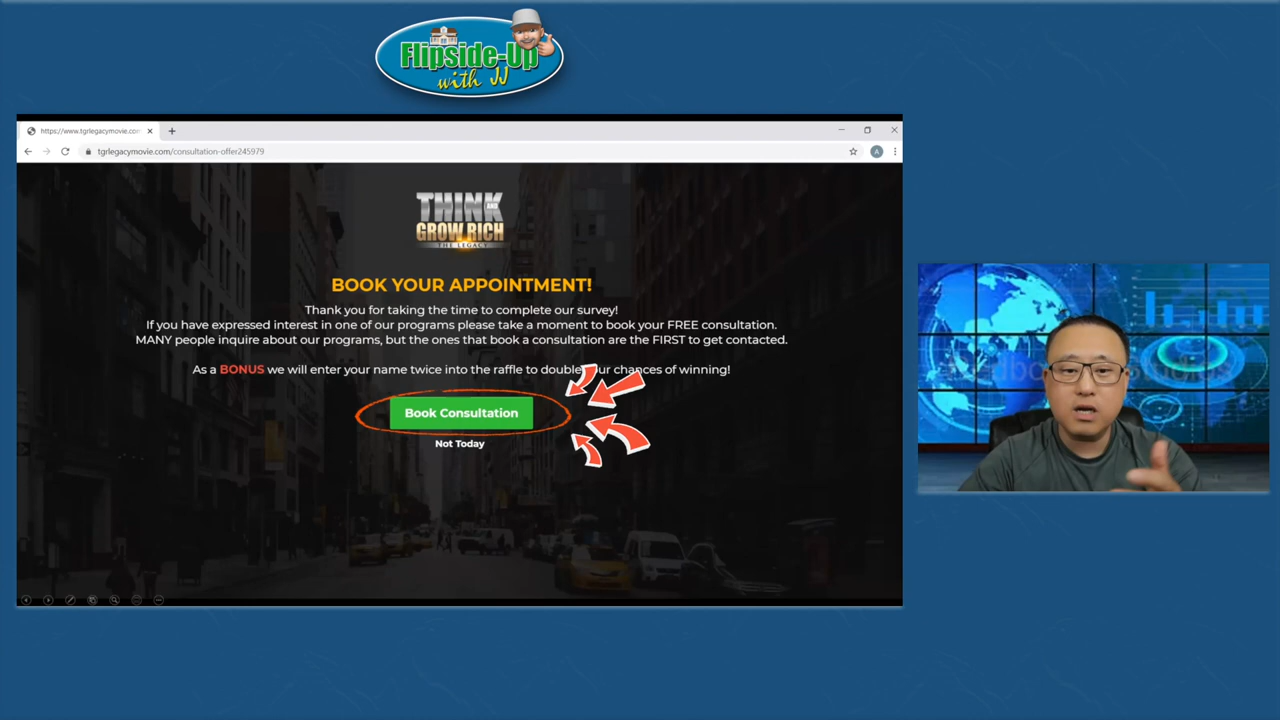 Flipside-Up
with JJ
https://www.tgrlegacymovie.com
tgrlegacymovie.com/consultation-offer245979
A
THINK
AND
GROW RICH
THE LEGACY
BOOK YOUR APPOINTMENT!
Thank you for taking the time to complete our survey!
If you have expressed interest in one of our programs please take a moment to book your FREE consultation.
MANY people inquire about our programs, but the ones that book a consultation are the FIRST to get contacted.
As a BONUS we will enter your name twice into the raffle to double your chances of winning!
Book Consultation
Not Today